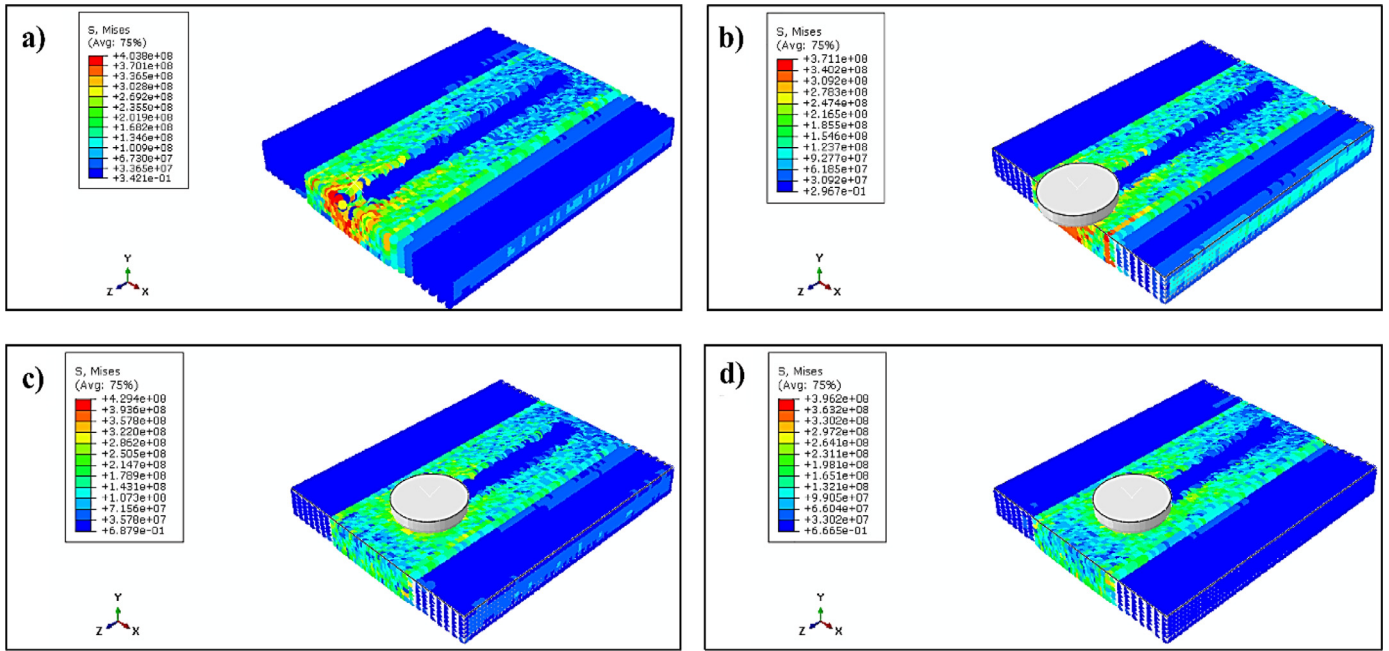 a)
S, Mises
(Avg: 75%)
+4.038e+08
+3.701e+08
+3.365e+08
+3.028e+08
+2.692e+08
+2.355e+08
+2.019e+08
+1.682e+08
+1.346e+08
+1.009e+08
+6.730e+07
+3.365e+07
+3.421e-01
Y
Z
X
b)
S, Mises
(Avg: 75%)
+3.711e+08
+3.402e+08
+3.092e+08
+2.783e+08
+2.474e+08
+2.165e+08
+1.855e+08
+1.546e+08
+1.237e+08
+9.277e+07
+6.185e+07
+3.092e+07
+2.967e-01
Y
Z
X
c)
S, Mises
(Avg: 75%)
+4.294e+08
+3.936e+08
+3.578e+08
+3.220e+08
+2.862e+08
+2.505e+08
+2.147e+08
+1.789e+08
+1.431e+08
+1.073e+08
+7.156e+07
+3.578e+07
+6.879e-01
Y
Z
X
d)
S, Mises
(Avg: 75%)
+3.962e+08
+3.632e+08
+3.302e+08
+2.972e+08
+2.641e+08
+2.311e+08
+1.981e+08
+1.651e+08
+1.321e+08
+9.905e+07
+6.604e+07
+3.302e+07
+6.665e-01
Y
Z
X